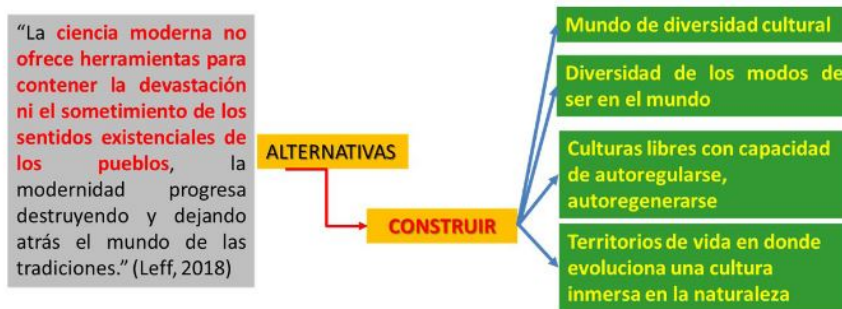 “La ciencia moderna no
ofrece herramientas para
contener la devastación
ni el sometimiento de los
sentidos existenciales de
los pueblos, la
modernidad progresa
destruyendo y dejando
atrás el mundo de las
tradiciones.” (Leff, 2018)
ALTERNATIVAS
CONSTRUIR
Mundo de diversidad cultural
Diversidad de los modos de
ser en el mundo
Culturas libres con capacidad
de autoregularse,
autoregenerarse
Territorios de vida en donde
evoluciona una cultura
inmersa en la naturaleza